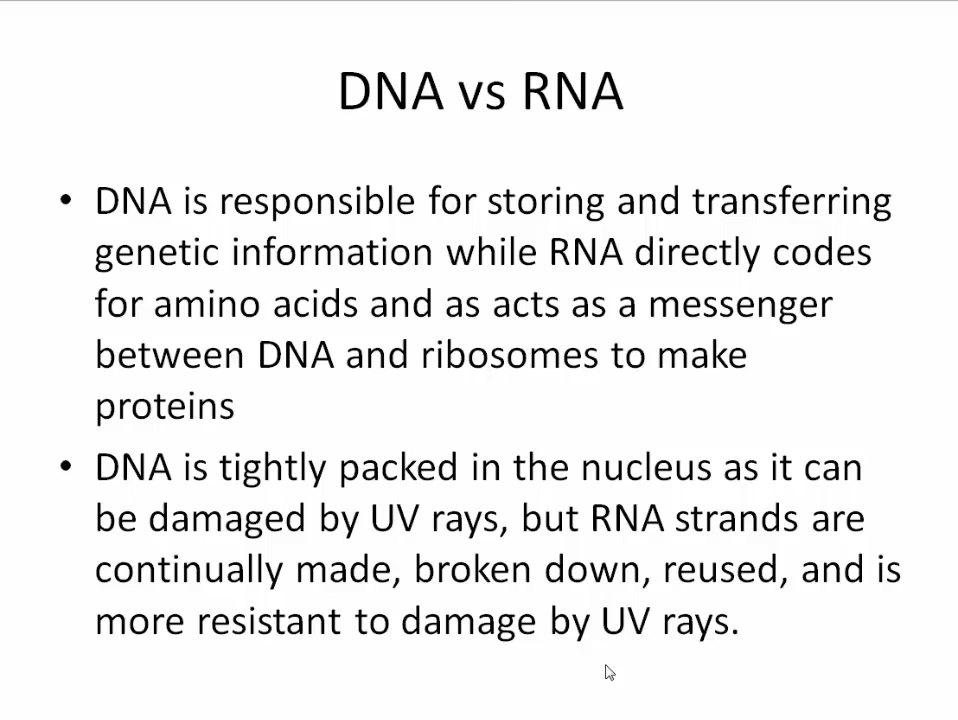 DNA vs RNA
• DNA is responsible for storing and transferring
genetic information while RNA directly codes
for amino acids and as acts as a messenger
between DNA and ribosomes to make
proteins
• DNA is tightly packed in the nucleus as it can
be damaged by UV rays, but RNA strands are
continually made, broken down, reused, and is
more resistant to damage by UV rays.